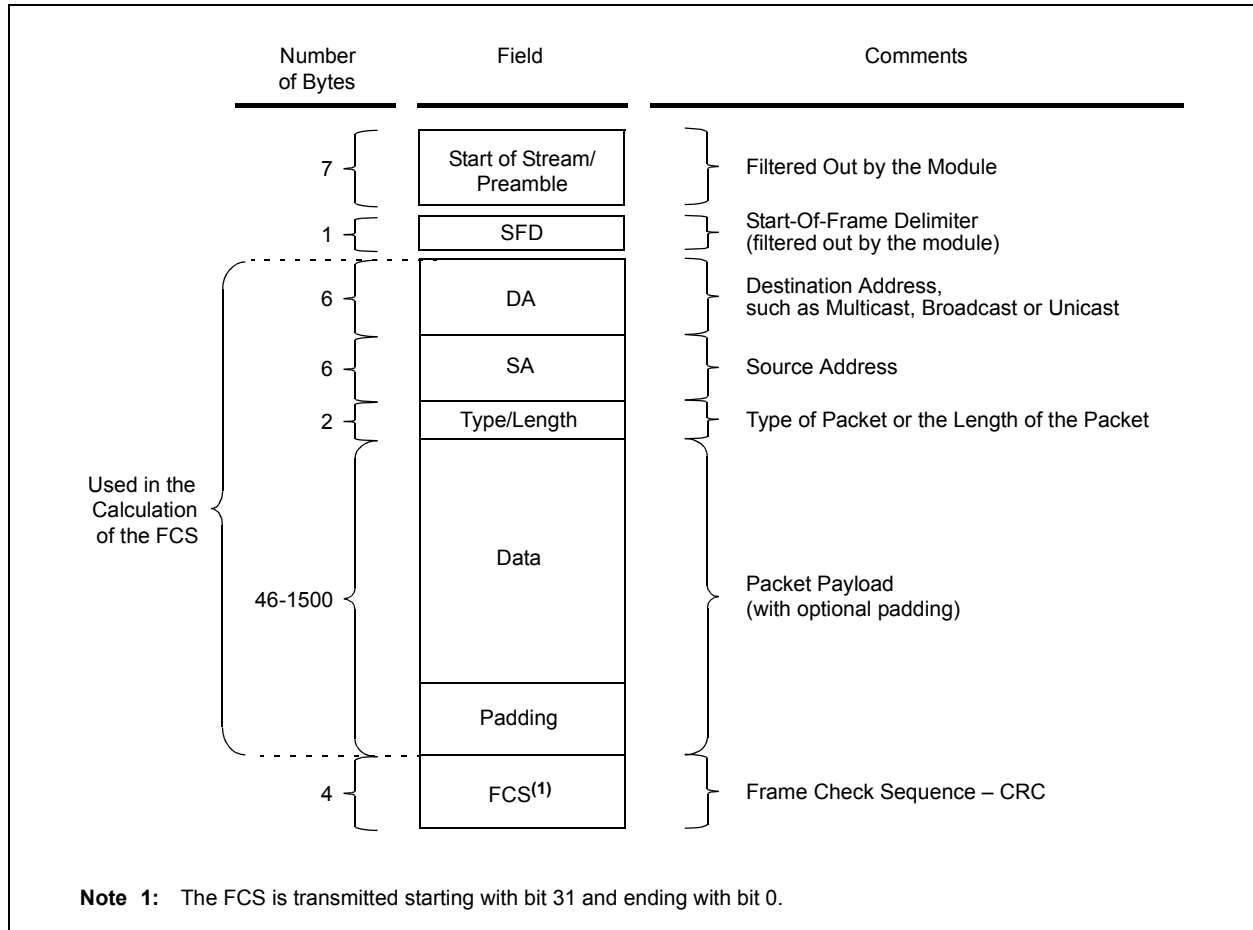 Number
of Bytes
Field
Comments
7
Start of Stream/
Preamble
Filtered Out by the Module
1
SFD
Start-Of-Frame Delimiter
(filtered out by the module)
6
DA
Destination Address,
such as Multicast, Broadcast or Unicast
6
SA
Source Address
2
Type/Length
Type of Packet or the Length of the Packet
Used in the
Calculation
of the FCS
46-1500
Data
Packet Payload
(with optional padding)
Padding
4
FCS(1)
Frame Check Sequence – CRC
Note 1: The FCS is transmitted starting with bit 31 and ending with bit 0.